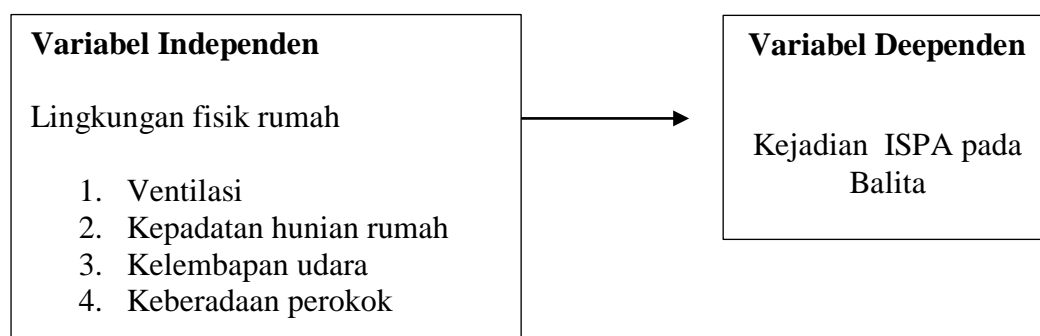 Variabel Independen
Lingkungan fisik rumah
1. Ventilasi
2. Kepadatan hunian rumah
3. Kelembapan udara
4. Keberadaan perokok
Variabel Deependen
Kejadian ISPA pada
Balita